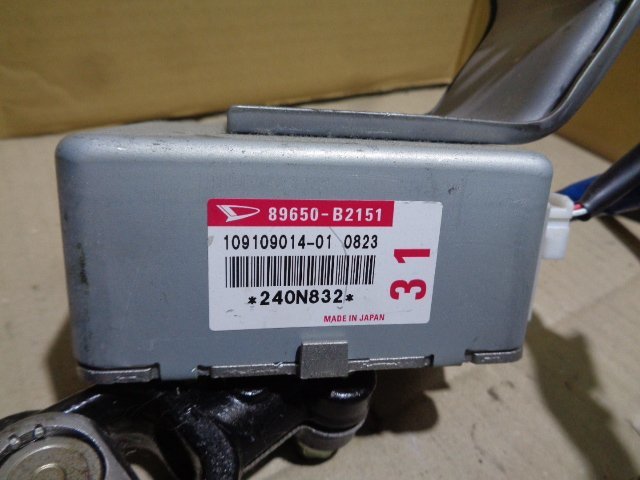 89650-B2151
109109014-01 0823
*240N832*
31
MADE IN JAPAN